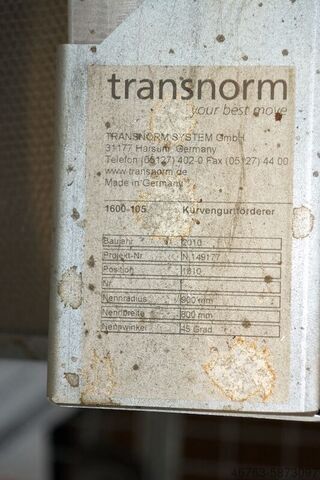 transnorm
your best move
TRANSNORM SYSTEM GmbH
31177 Harsum, Germany
Telefon (05127) 402-0 Fax (05127) 44 00
www.transnorm.de
Made in Germany
1600-105 Kurvengurtförderer
Baujahr 2010
Projekt-Nr N.149177
Position 1810
Nr
Nennradius 900 mm
Nennbreite 800 mm
Nennwinkel 45 Grad